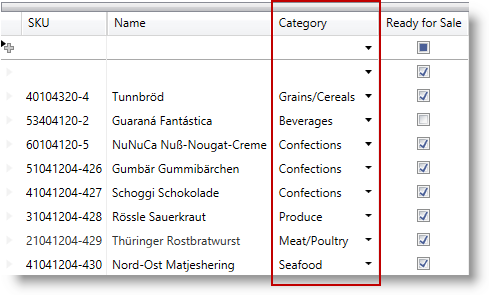 SKU Name Category Ready for Sale
40104320-4 Tunnbröd Grains/Cereals
53404120-2 Guaraná Fantástica Beverages
60104120-5 NuNuCa Nuß-Nougat-Creme Confections
51041204-426 Gumbär Gummibärchen Confections
41041204-427 Schoggi Schokolade Confections
31041204-428 Rössle Sauerkraut Produce
21041204-429 Thüringer Rostbratwurst Meat/Poultry
41041204-430 Nord-Ost Matjeshering Seafood